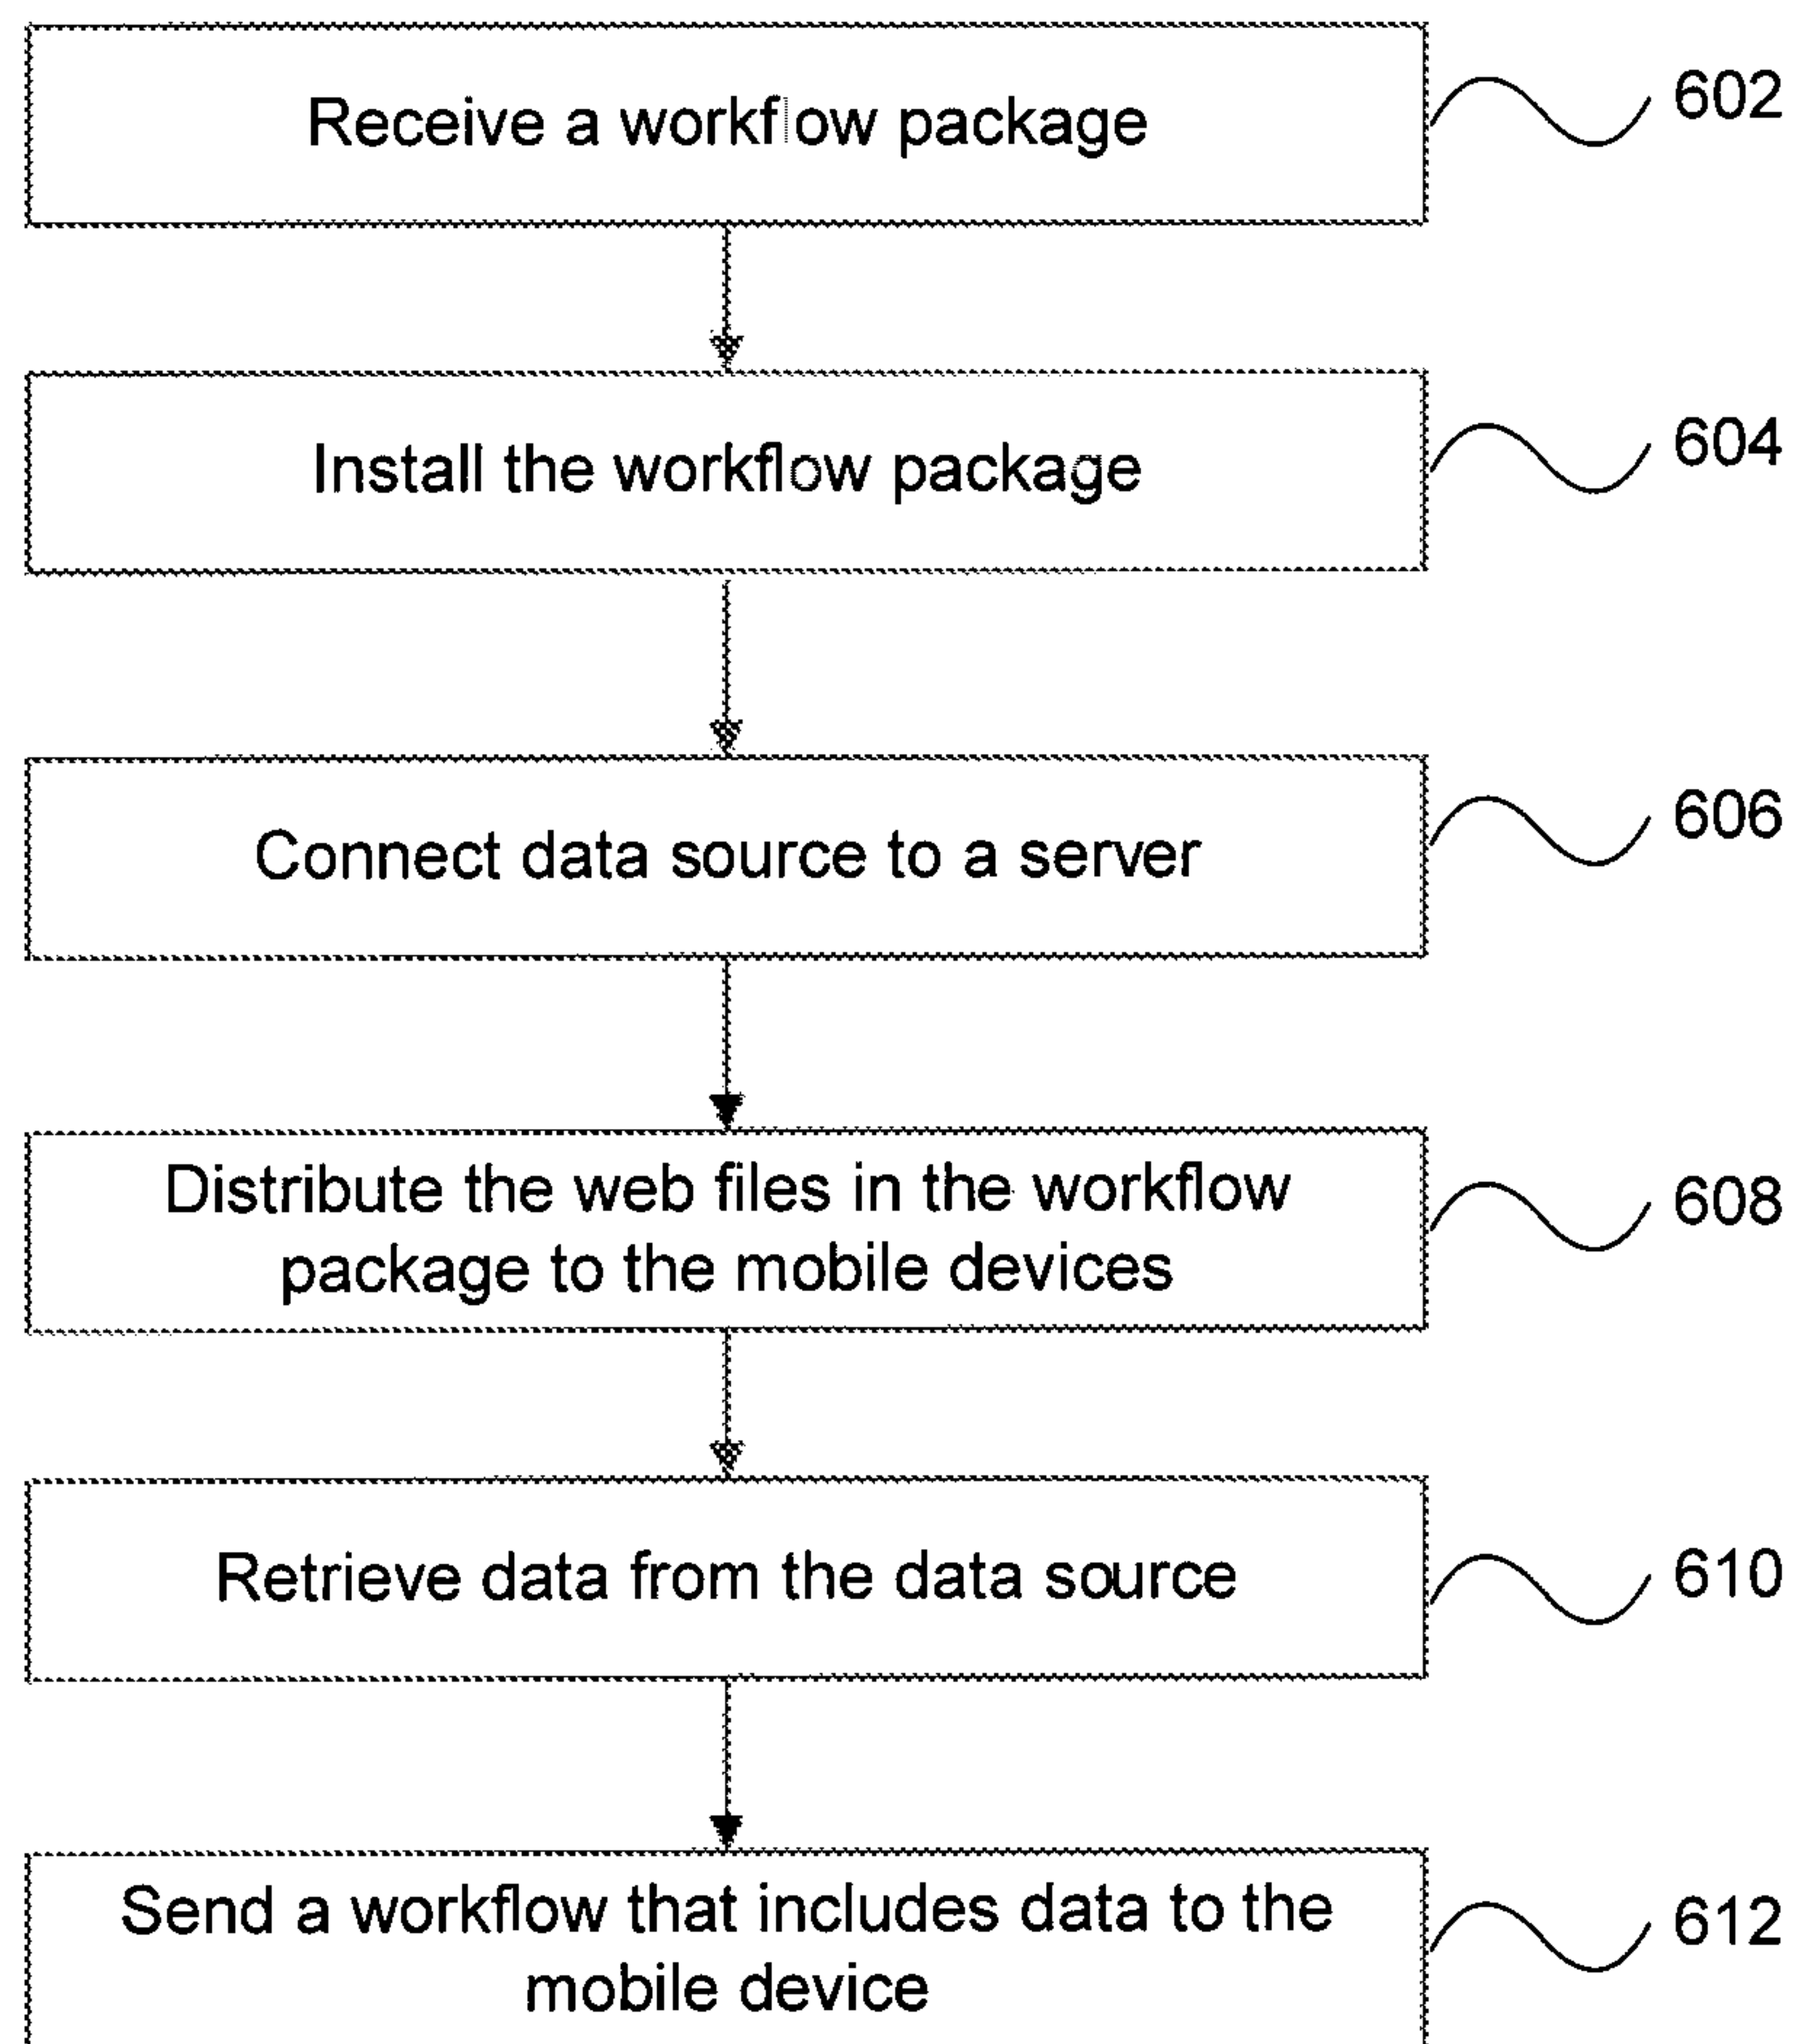 Receive a workflow package
602
Install the workflow package
604
Connect data source to a server
606
Distribute the web files in the workflow
package to the mobile devices
608
Retrieve data from the data source
610
Send a workflow that includes data to the
mobile device
612